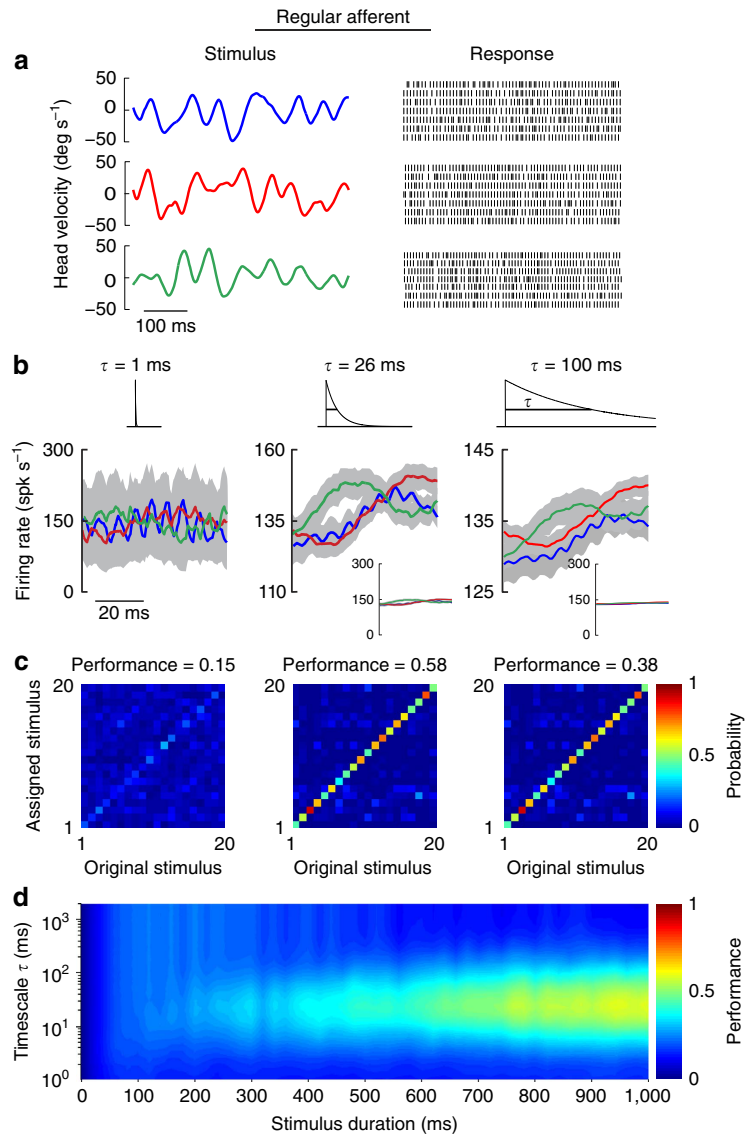 Regular afferent
Stimulus Response
a
Head velocity (deg s⁻¹)
50
0
−50
50
0
−50
50
0
−50
100 ms
b
τ = 1 ms τ = 26 ms τ = 100 ms
τ
Firing rate (spk s⁻¹)
300
150
0
20 ms
160
135
110
300
150
0
145
135
125
300
150
0
c
Performance = 0.15 Performance = 0.58 Performance = 0.38
Assigned stimulus
20
1
1 20
Original stimulus
1 20
Original stimulus
1 20
Original stimulus
1
0.5
0
Probability
d
Timescale τ (ms)
10³
10²
10¹
10⁰
0 100 200 300 400 500 600 700 800 900 1,000
Stimulus duration (ms)
1
0.5
0
Performance